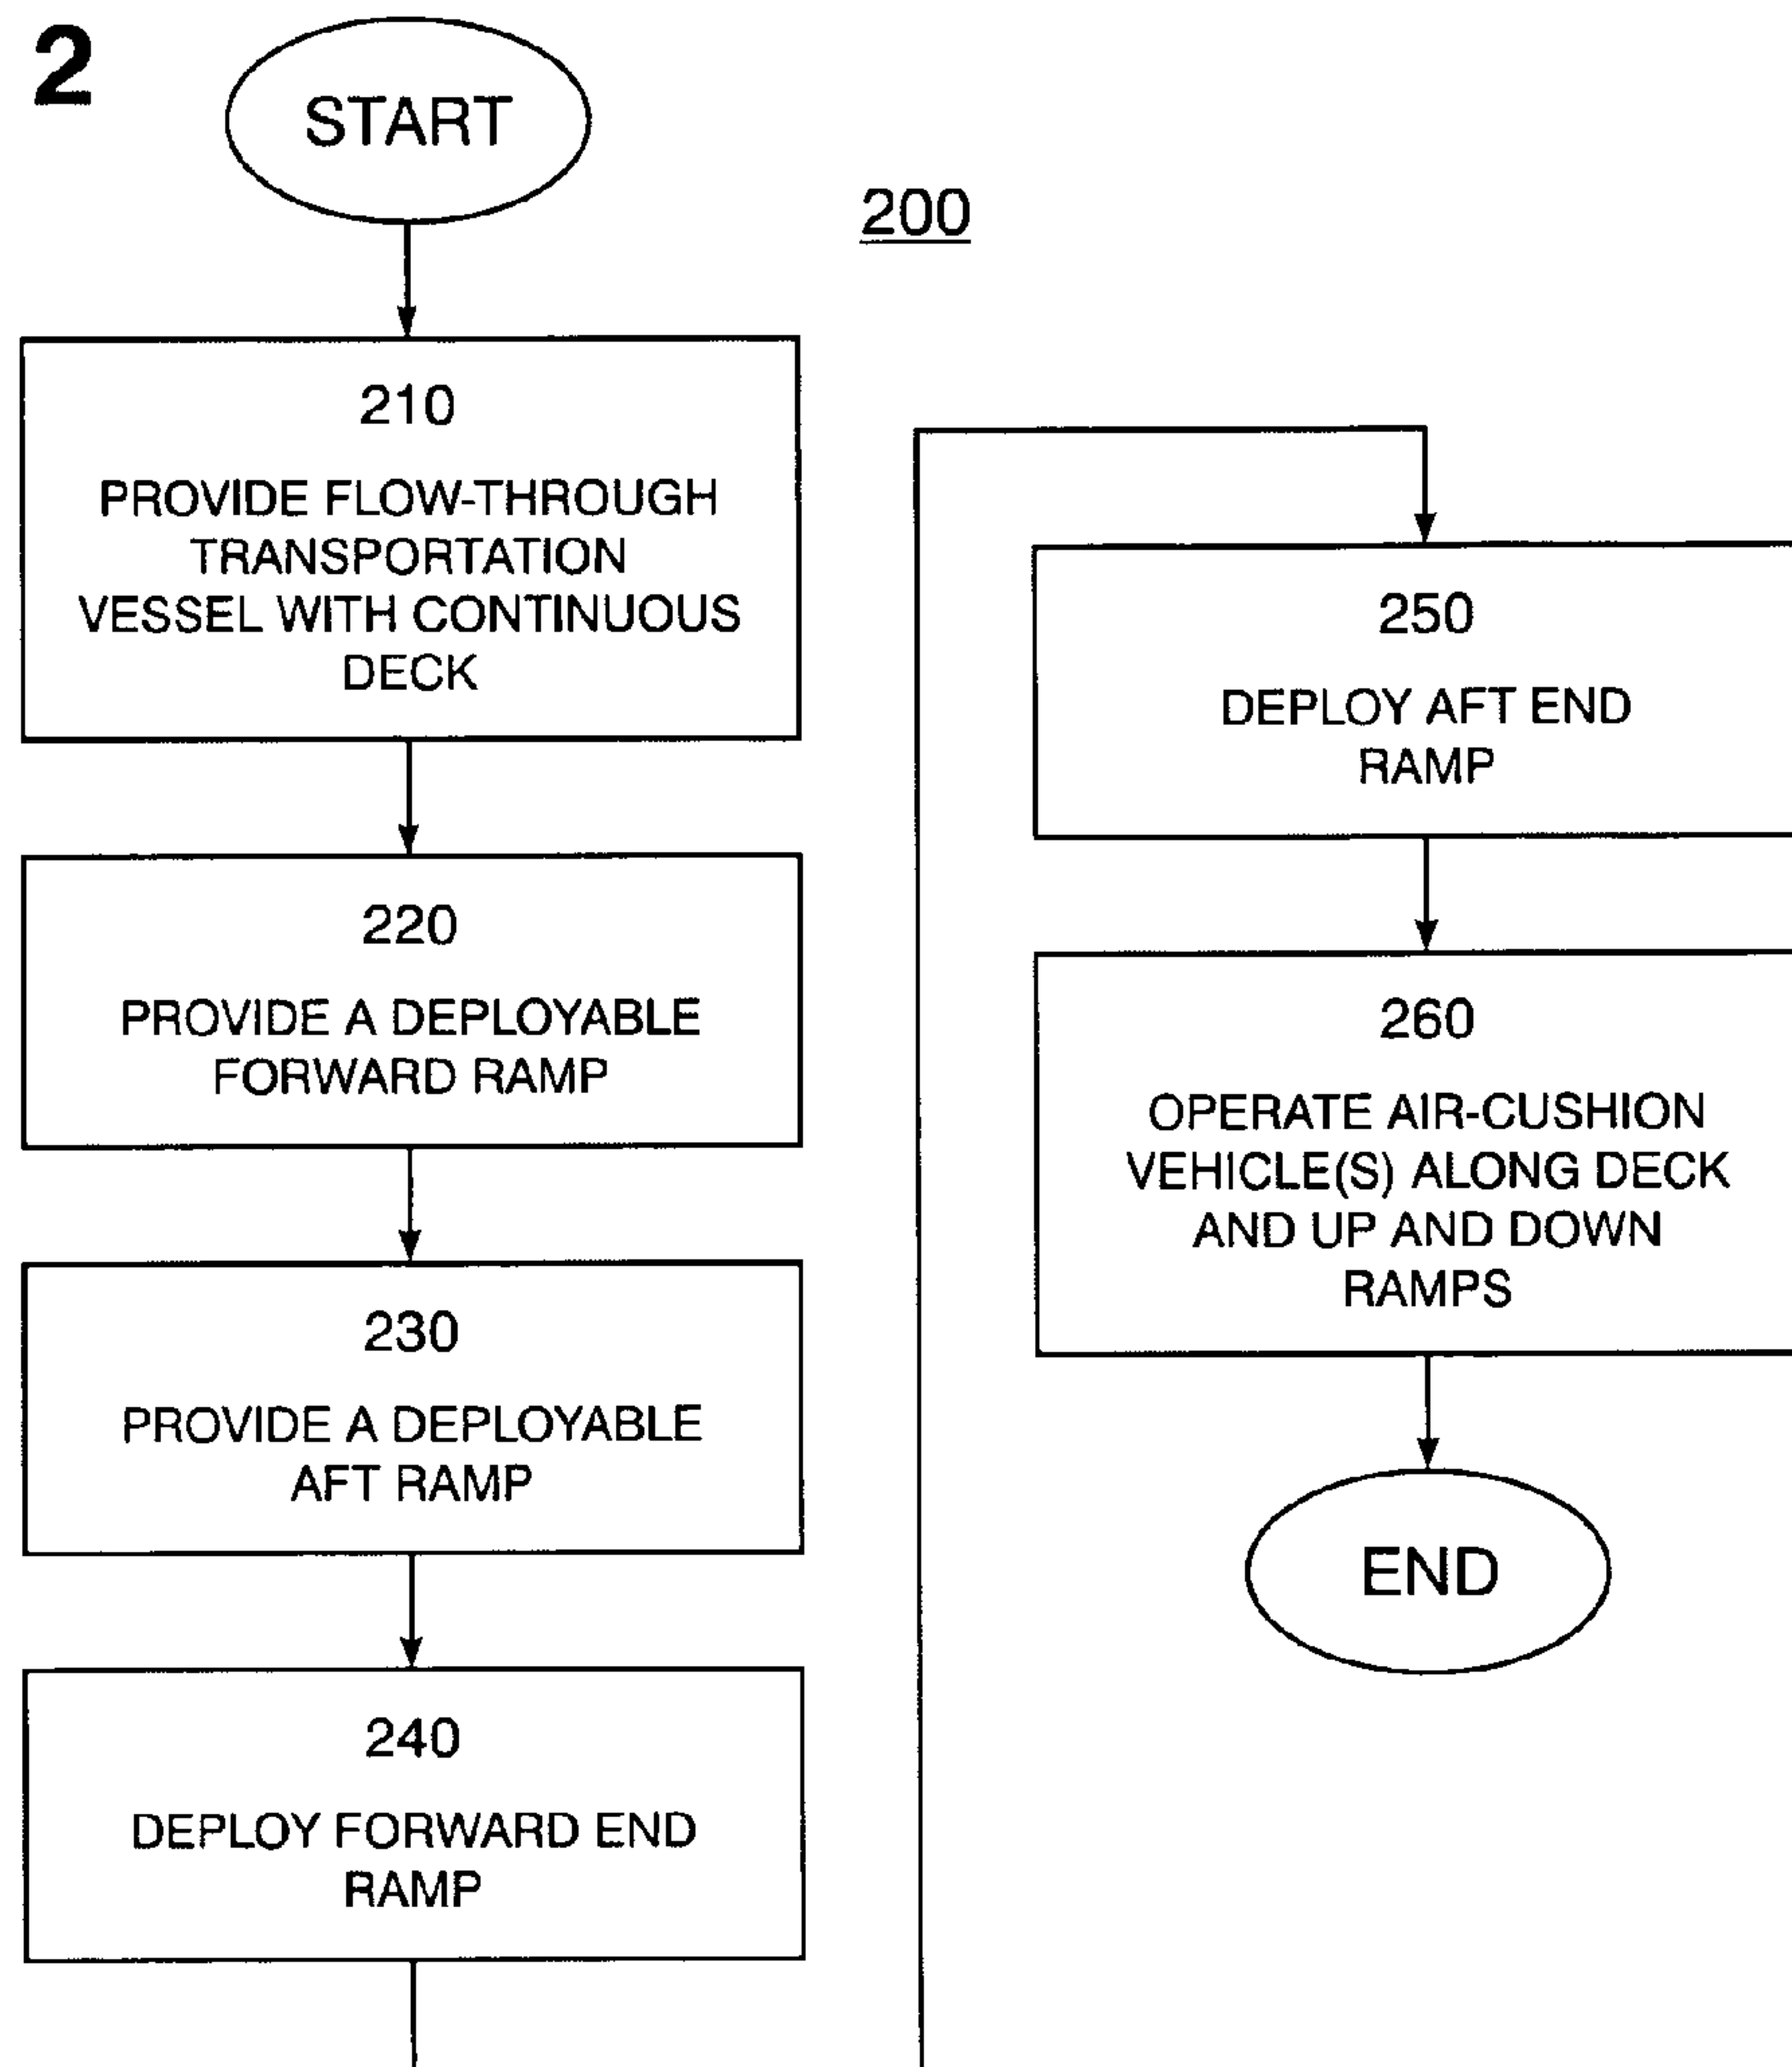 2
START
200
210
PROVIDE FLOW-THROUGH
TRANSPORTATION
VESSEL WITH CONTINUOUS
DECK
220
PROVIDE A DEPLOYABLE
FORWARD RAMP
230
PROVIDE A DEPLOYABLE
AFT RAMP
240
DEPLOY FORWARD END
RAMP
250
DEPLOY AFT END
RAMP
260
OPERATE AIR-CUSHION
VEHICLE(S) ALONG DECK
AND UP AND DOWN
RAMPS
END